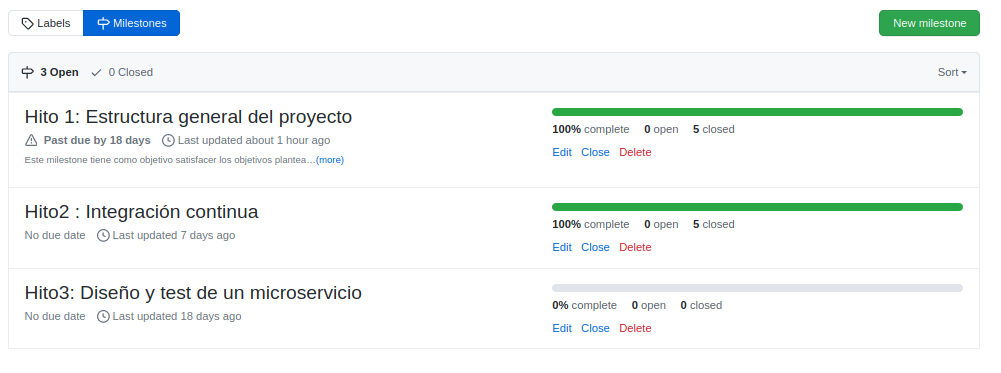 Labels Milestones New milestone
3 Open 0 Closed Sort
Hito 1: Estructura general del proyecto
Past due by 18 days Last updated about 1 hour ago
Este milestone tiene como objetivo satisfacer los objetivos plantea…(more)
100% complete 0 open 5 closed
Edit Close Delete
Hito2 : Integración continua
No due date Last updated 7 days ago
100% complete 0 open 5 closed
Edit Close Delete
Hito3: Diseño y test de un microservicio
No due date Last updated 18 days ago
0% complete 0 open 0 closed
Edit Close Delete